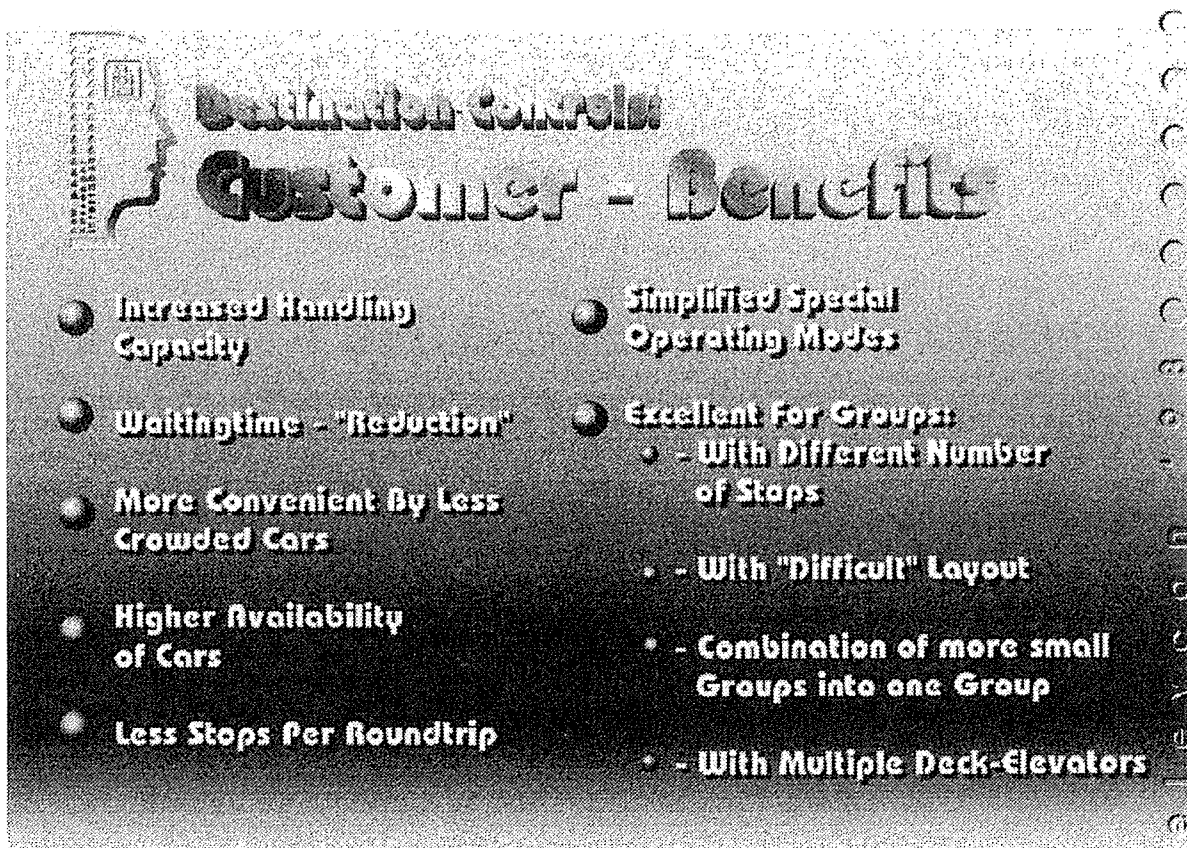 Destination Controls:
Customer - Benefits
Increased Handling
Capacity
Waitingtime - "Reduction"
More Convenient By Less
Crowded Cars
Higher Availability
of Cars
Less Stops Per Roundtrip
Simplified Special
Operating Modes
Excellent For Groups:
- With Different Number
of Stops
- With "Difficult" Layout
- Combination of more small
Groups into one Group
- With Multiple Deck-Elevators